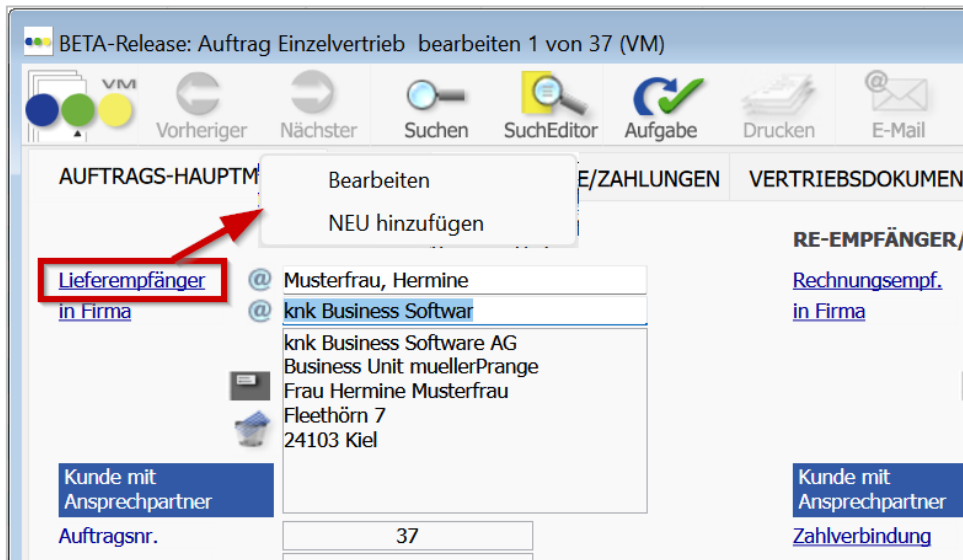 BETA-Release: Auftrag Einzelvertrieb bearbeiten 1 von 37 (VM)
VM
Vorheriger Nächster Suchen SuchEditor Aufgabe Drucken E-Mail
AUFTRAGS-HAUPTM E/ZAHLUNGEN VERTRIEBSDOKUMEN
Bearbeiten
NEU hinzufügen
RE-EMPFÄNGER/
Lieferempfänger @ Musterfrau, Hermine Rechnungsempf.
in Firma @ knk Business Softwar in Firma
knk Business Software AG
Business Unit muellerPrange
Frau Hermine Musterfrau
Fleethörn 7
24103 Kiel
Kunde mit
Ansprechpartner
Kunde mit
Ansprechpartner
Auftragsnr. 37 Zahlverbindung